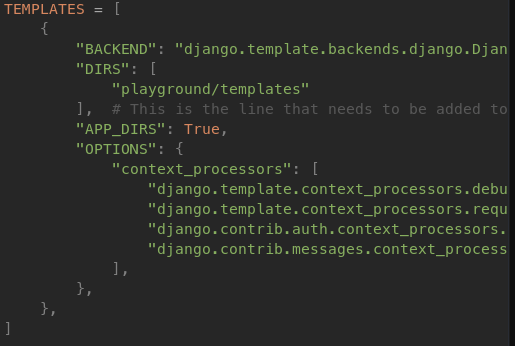 TEMPLATES = [
    {
        "BACKEND": "django.template.backends.django.Djan
        "DIRS": [
            "playground/templates"
        ],  # This is the line that needs to be added to
        "APP_DIRS": True,
        "OPTIONS": {
            "context_processors": [
                "django.template.context_processors.debu
                "django.template.context_processors.requ
                "django.contrib.auth.context_processors.
                "django.contrib.messages.context_process
            ],
        },
    },
]